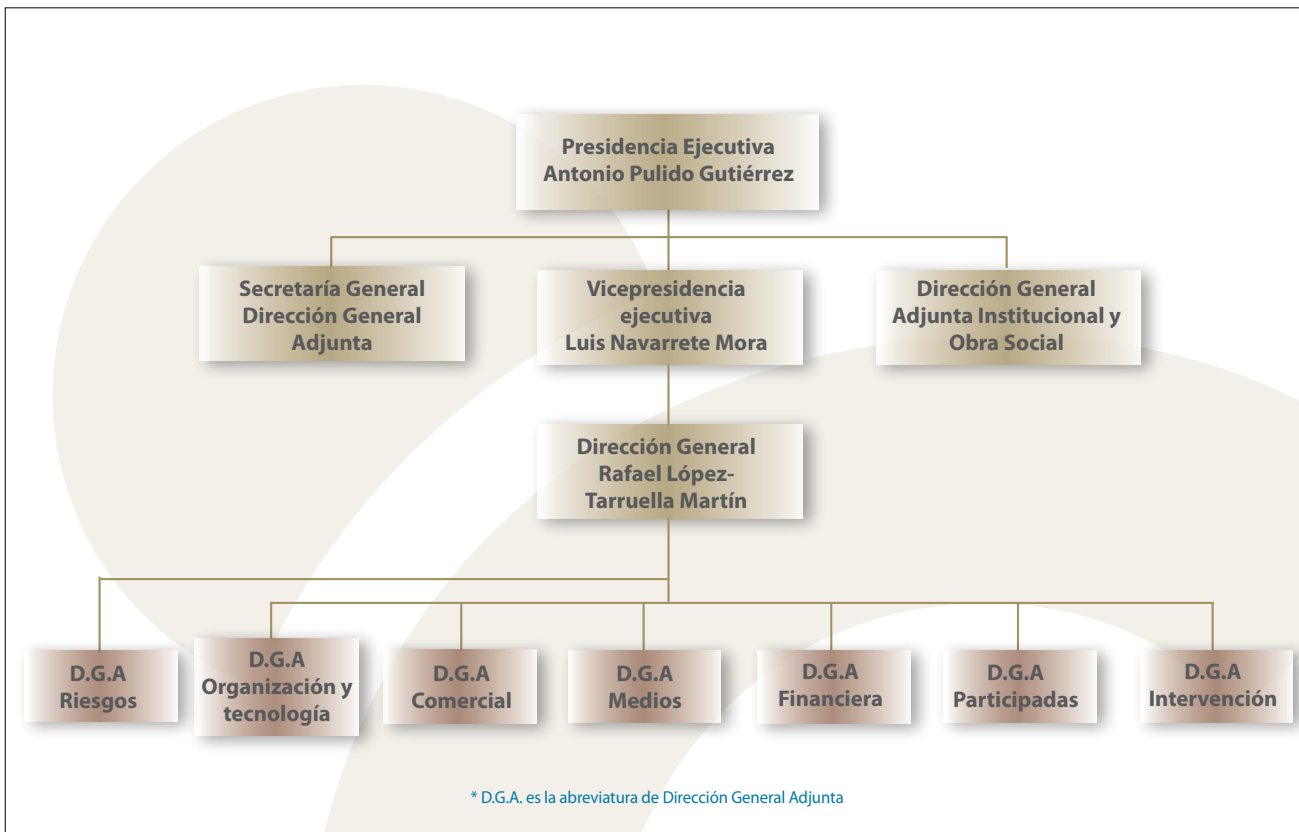 Presidencia Ejecutiva
Antonio Pulido Gutiérrez
Secretaría General
Dirección General
Adjunta
Vicepresidencia
ejecutiva
Luis Navarrete Mora
Dirección General
Adjunta Institucional y
Obra Social
Dirección General
Rafael López-
Tarruella Martín
D.G.A
Riesgos
D.G.A
Organización y
tecnología
D.G.A
Comercial
D.G.A
Medios
D.G.A
Financiera
D.G.A
Participadas
D.G.A
Intervención
* D.G.A. es la abreviatura de Dirección General Adjunta